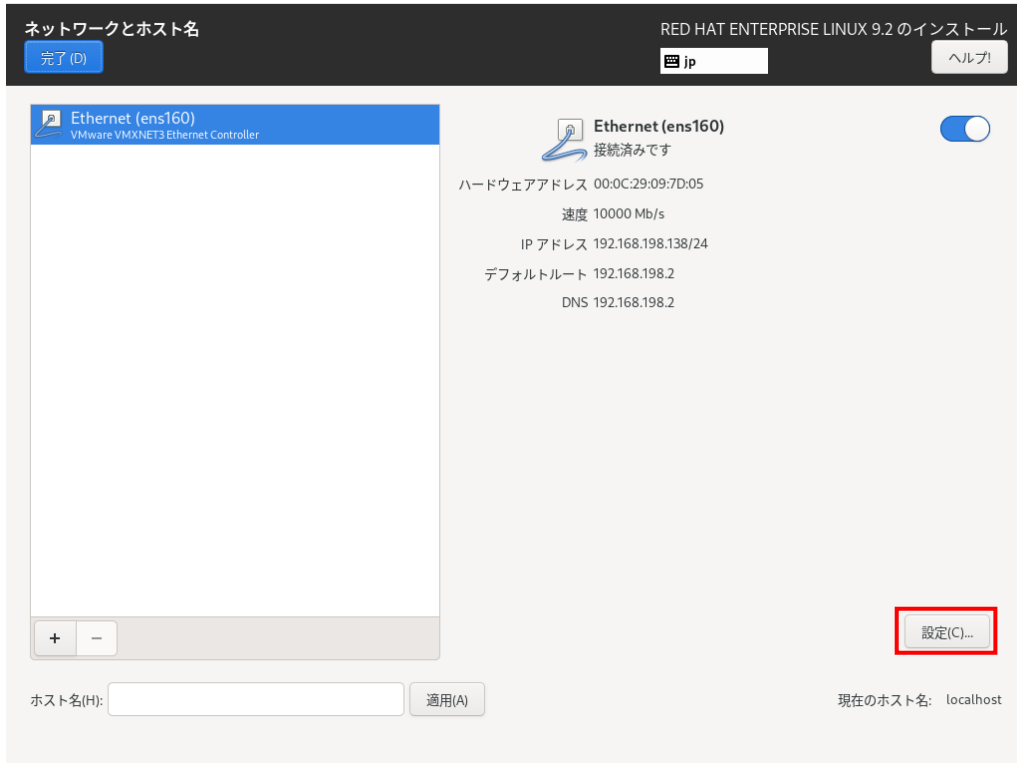 ネットワークとホスト名
RED HAT ENTERPRISE LINUX 9.2 のインストール
完了 (D)
jp
ヘルプ!
Ethernet (ens160)
VMware VMXNET3 Ethernet Controller
Ethernet (ens160)
接続済みです
ハードウェアアドレス 00:0C:29:09:7D:05
速度 10000 Mb/s
IP アドレス 192.168.198.138/24
デフォルトルート 192.168.198.2
DNS 192.168.198.2
+ −
設定(C)...
ホスト名(H):
適用(A)
現在のホスト名: localhost